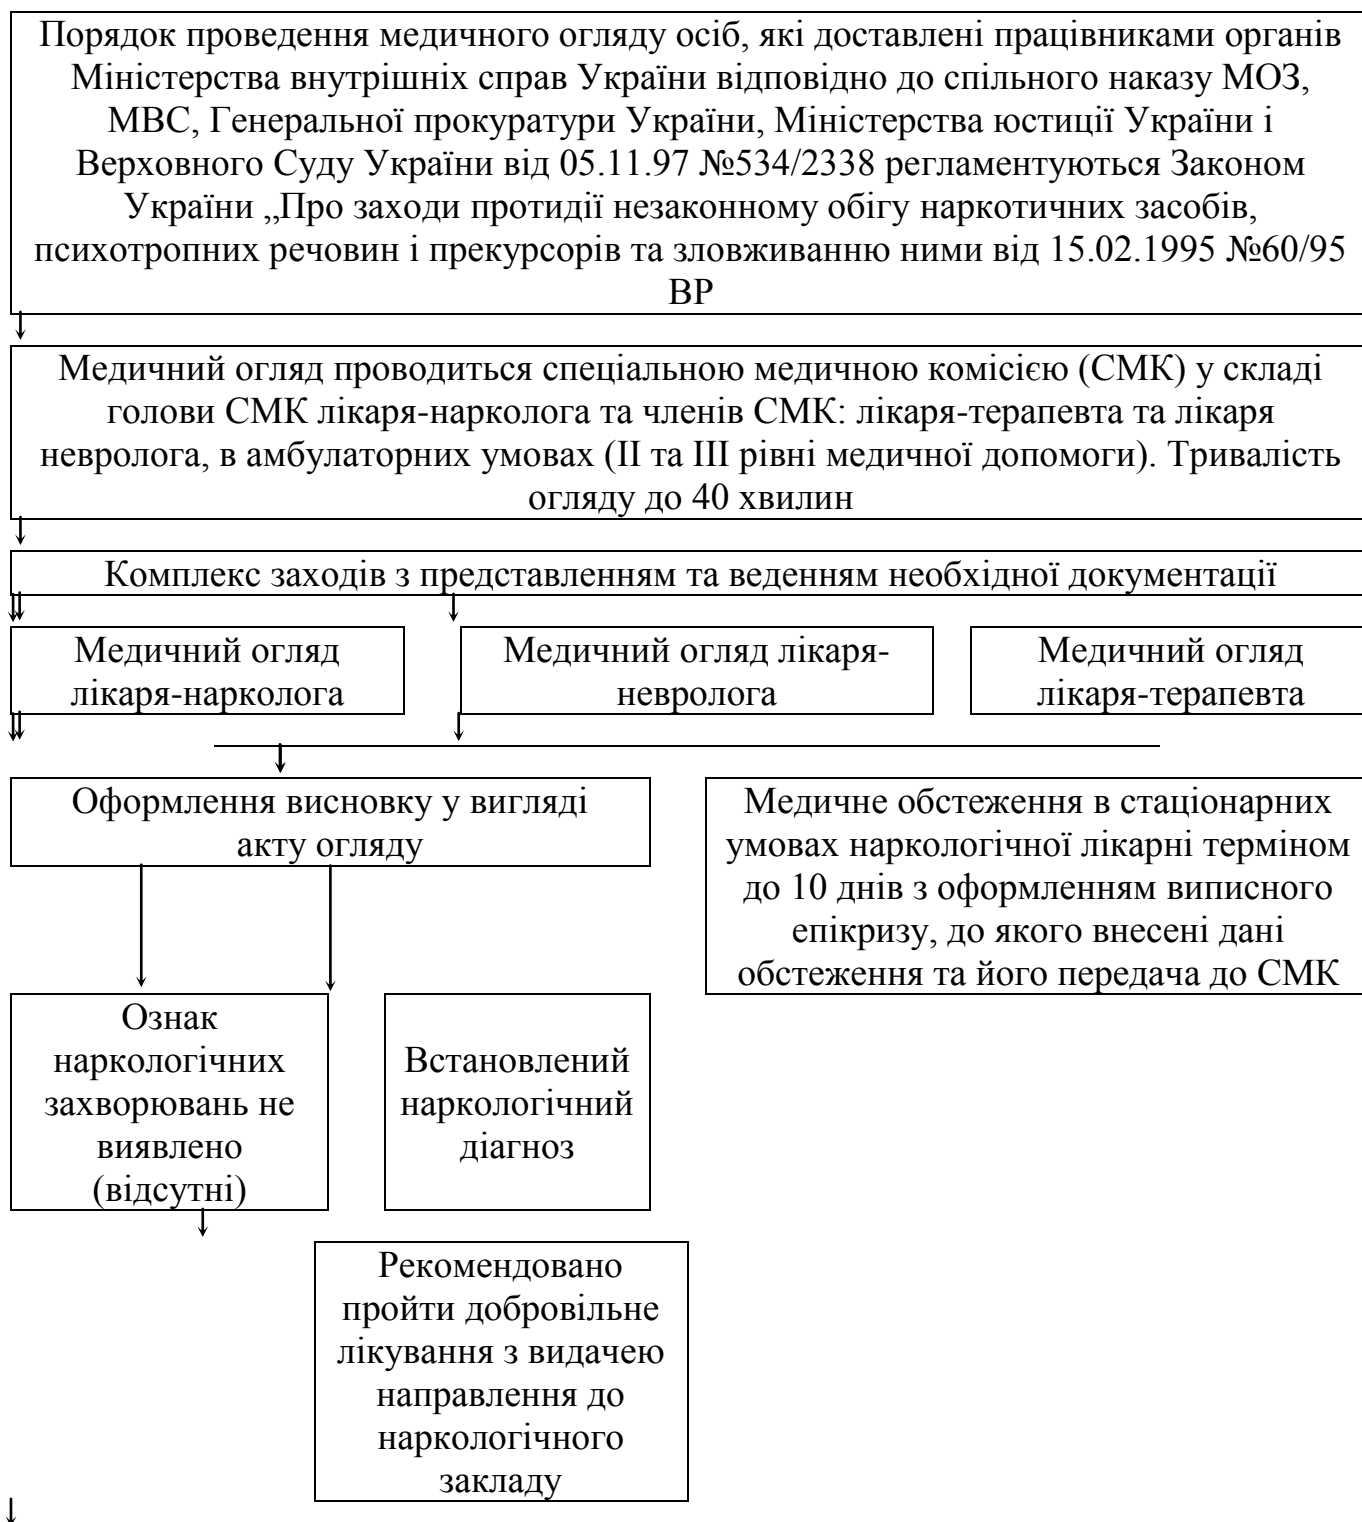 Порядок проведення медичного огляду осіб, які доставлені працівниками органів
Міністерства внутрішніх справ України відповідно до спільного наказу МОЗ,
МВС, Генеральної прокуратури України, Міністерства юстиції України і
Верховного Суду України від 05.11.97 №534/2338 регламентуються Законом
України „Про заходи протидії незаконному обігу наркотичних засобів,
психотропних речовин і прекурсорів та зловживанню ними від 15.02.1995 №60/95
ВР
Медичний огляд проводиться спеціальною медичною комісією (СМК) у складі
голови СМК лікаря-нарколога та членів СМК: лікаря-терапевта та лікаря
невролога, в амбулаторних умовах (ІІ та ІІІ рівні медичної допомоги). Тривалість
огляду до 40 хвилин
Комплекс заходів з представленням та веденням необхідної документації
Медичний огляд
лікаря-нарколога
Медичний огляд лікаря-
невролога
Медичний огляд
лікаря-терапевта
Оформлення висновку у вигляді
акту огляду
Медичне обстеження в стаціонарних
умовах наркологічної лікарні терміном
до 10 днів з оформленням виписного
епікризу, до якого внесені дані
обстеження та його передача до СМК
Ознак
наркологічних
захворювань не
виявлено
(відсутні)
Встановлений
наркологічний
діагноз
Рекомендовано
пройти добровільне
лікування з видачею
направлення до
наркологічного
закладу